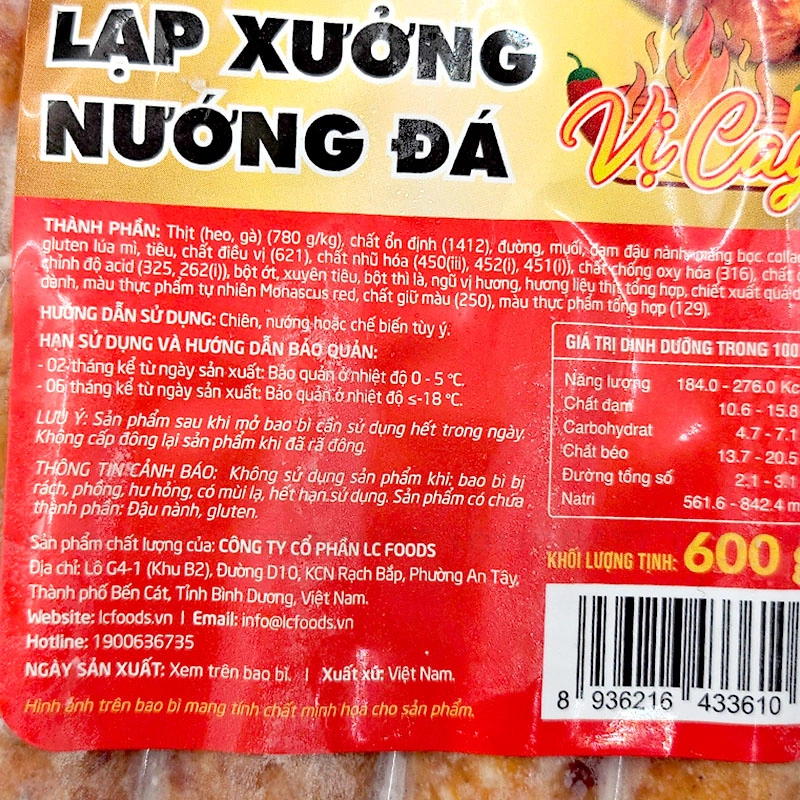 LẠP XƯỞNG
NƯỚNG ĐÁ
Vị Cay
THÀNH PHẦN: Thịt (heo, gà) (780 g/kg), chất ổn định (1412), đường, muối, đạm đậu nành, màng bọc
gluten lúa mì, tiêu, chất điều vị (621), chất nhũ hóa (450(iii), 452(i), 451(i)), chất chống oxy hóa (316), chất
chỉnh độ acid (325, 262(i)), bột ớt, xuyên tiêu, bột thì là, ngũ vị hương, hương liệu thịt tổng hợp, chiết xuất quả
dành, màu thực phẩm tự nhiên Monascus red, chất giữ màu (250), màu thực phẩm tổng hợp (129).
HƯỚNG DẪN SỬ DỤNG: Chiên, nướng hoặc chế biến tùy ý.
HẠN SỬ DỤNG VÀ HƯỚNG DẪN BẢO QUẢN:
- 02 tháng kể từ ngày sản xuất: Bảo quản ở nhiệt độ 0 - 5 °C.
- 06 tháng kể từ ngày sản xuất: Bảo quản ở nhiệt độ ≤-18 °C.
LƯU Ý: Sản phẩm sau khi mở bao bì cần sử dụng hết trong ngày.
Không cấp đông lại sản phẩm khi đã rã đông.
THÔNG TIN CẢNH BÁO: Không sử dụng sản phẩm khi: bao bì bị
rách, phồng, hư hỏng, có mùi lạ, hết hạn sử dụng. Sản phẩm có chứa
thành phần: Đậu nành, gluten.
Sản phẩm chất lượng của: CÔNG TY CỔ PHẦN LC FOODS
Địa chỉ: Lô G4-1 (Khu B2), Đường D10, KCN Rạch Bắp, Phường An Tây,
Thành phố Bến Cát, Tỉnh Bình Dương, Việt Nam.
Website: lcfoods.vn | Email: info@lcfoods.vn
Hotline: 1900636735
NGÀY SẢN XUẤT: Xem trên bao bì. | Xuất xứ: Việt Nam.
Hình ảnh trên bao bì mang tính chất minh họa cho sản phẩm.
GIÁ TRỊ DINH DƯỠNG TRONG 100
Năng lượng 184.0 - 276.0 Kc
Chất đạm 10.6 - 15.8
Carbohydrat 4.7 - 7.1
Chất béo 13.7 - 20.5
Đường tổng số 2.1 - 3.1
Natri 561.6 - 842.4 m
KHỐI LƯỢNG TỊNH: 600 g
8 936216 433610